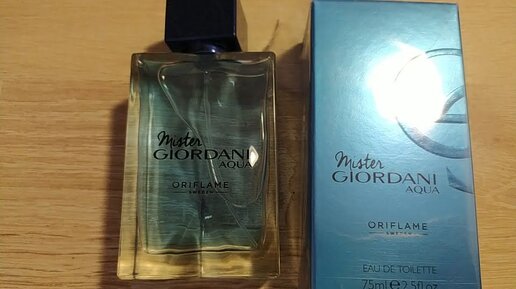 Mister
GIORDANI
AQUA
ORIFLAME
SWEDEN
Mister
GIORDANI
AQUA
ORIFLAME
SWEDEN
EAU DE TOILETTE
75ml ℮ 2.5fl.oz.